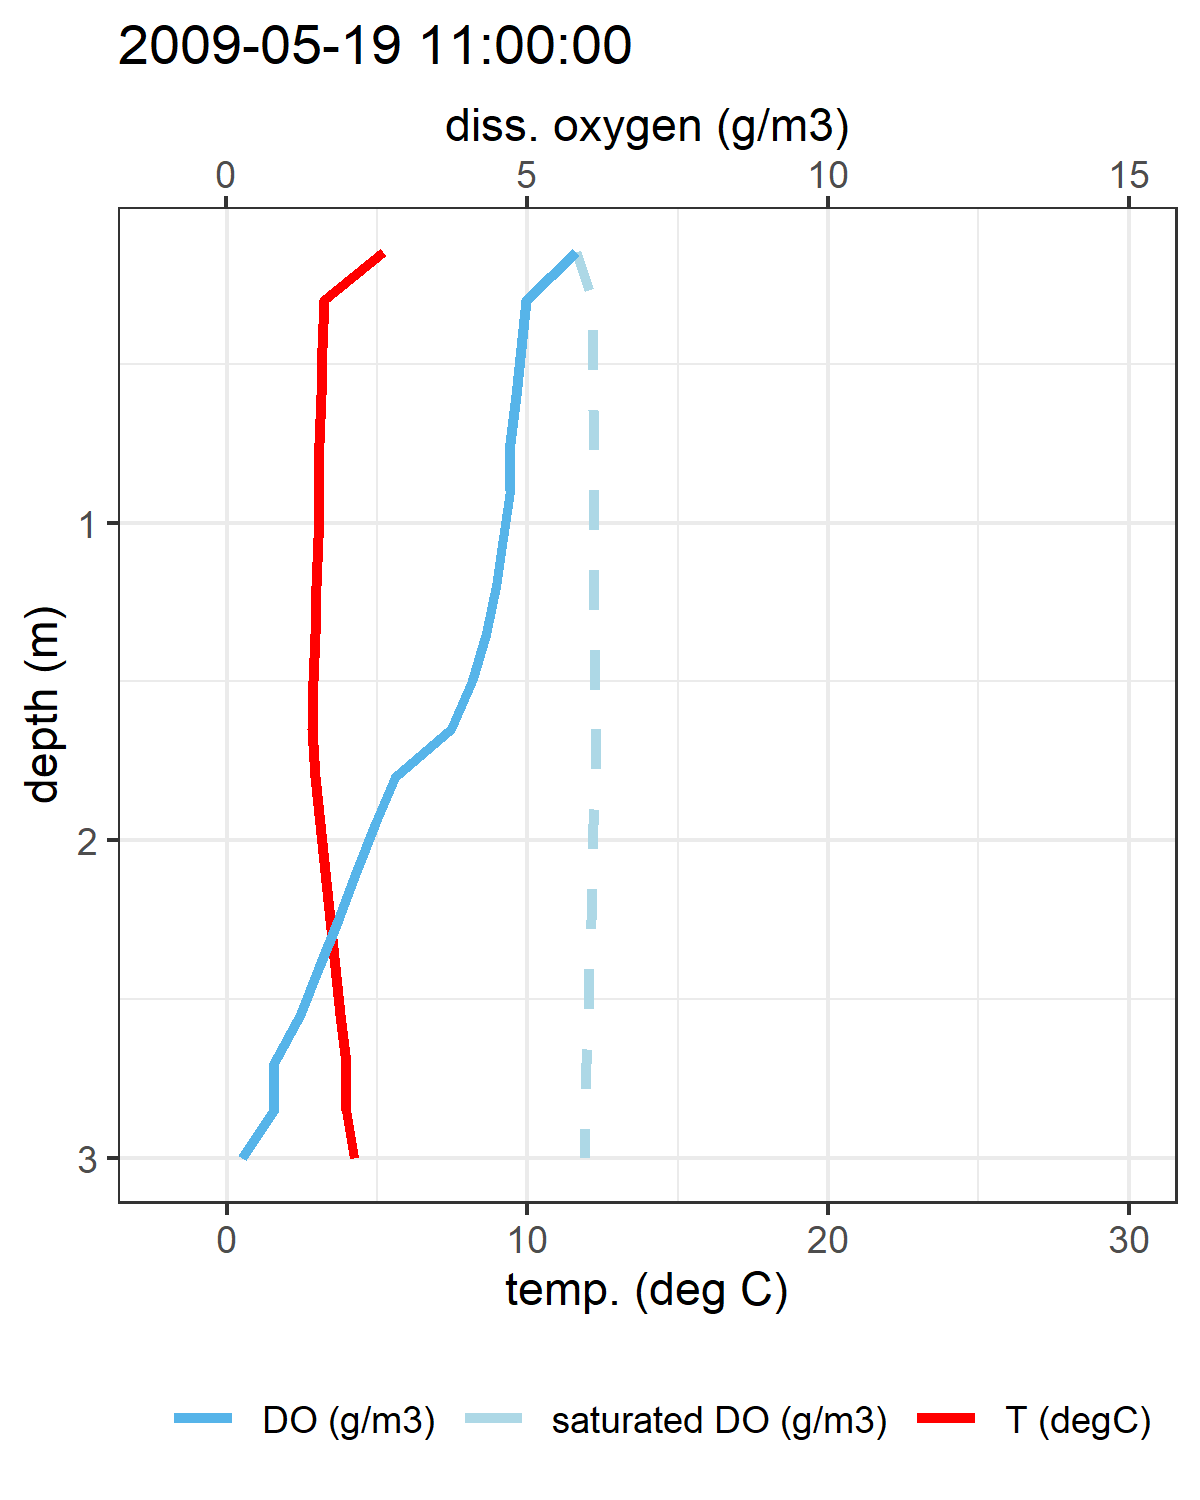 2009-05-19 11:00:00
diss. oxygen (g/m3)
0 5 10 15
depth (m)
1
2
3
0 10 20 30
temp. (deg C)
DO (g/m3) saturated DO (g/m3) T (degC)